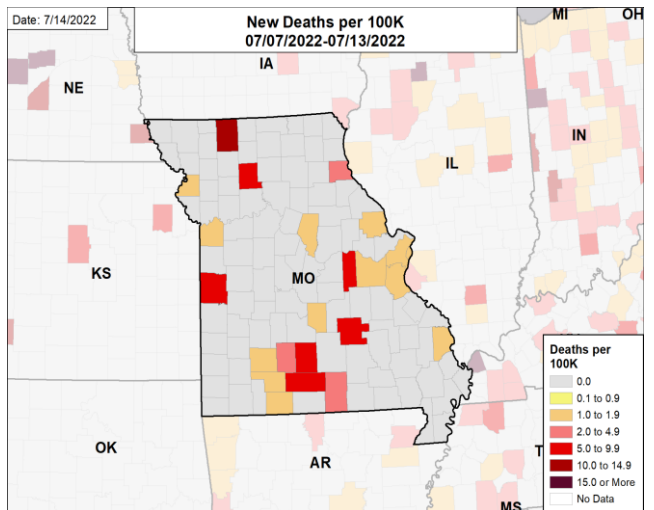 Date: 7/14/2022
New Deaths per 100K
07/07/2022-07/13/2022
MI
OH
IA
NE
IN
IL
KS
MO
OK
AR
MS
Deaths per
100K
0.0
0.1 to 0.9
1.0 to 1.9
2.0 to 4.9
5.0 to 9.9
10.0 to 14.9
15.0 or More
No Data